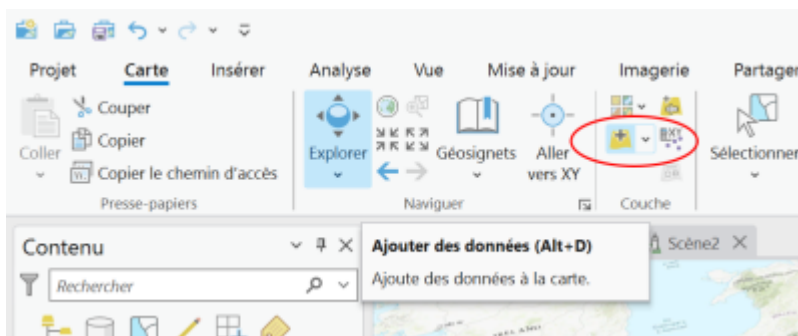 Projet Carte Insérer Analyse Vue Mise à jour Imagerie Partager
Couper
Copier
Coller
Copier le chemin d'accès
Presse-papiers
Explorer
Géosignets
Aller
vers XY
Naviguer
Couche
Sélectionner
Contenu
Rechercher
Ajouter des données (Alt+D)
Ajoute des données à la carte.
Scène2